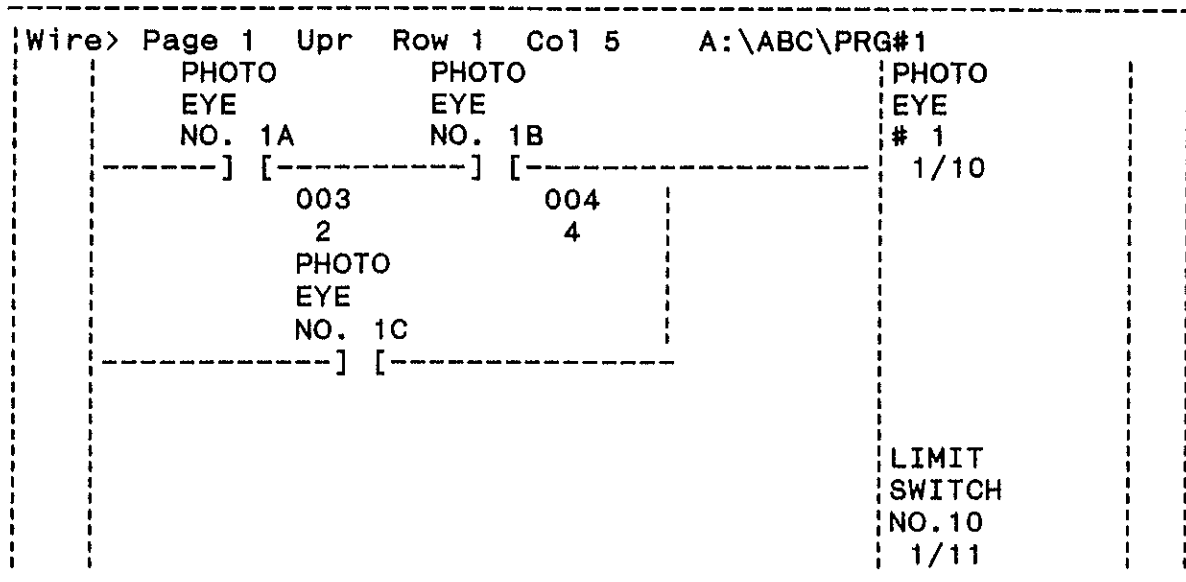 Wire> Page 1 Upr Row 1 Col 5 A:\ABC\PRG#1
PHOTO PHOTO PHOTO
EYE EYE EYE
NO. 1A NO. 1B # 1
------] [----------] [------------------ 1/10
003 004
2 4
PHOTO
EYE
NO. 1C
------------] [---------------
LIMIT
SWITCH
NO.10
1/11